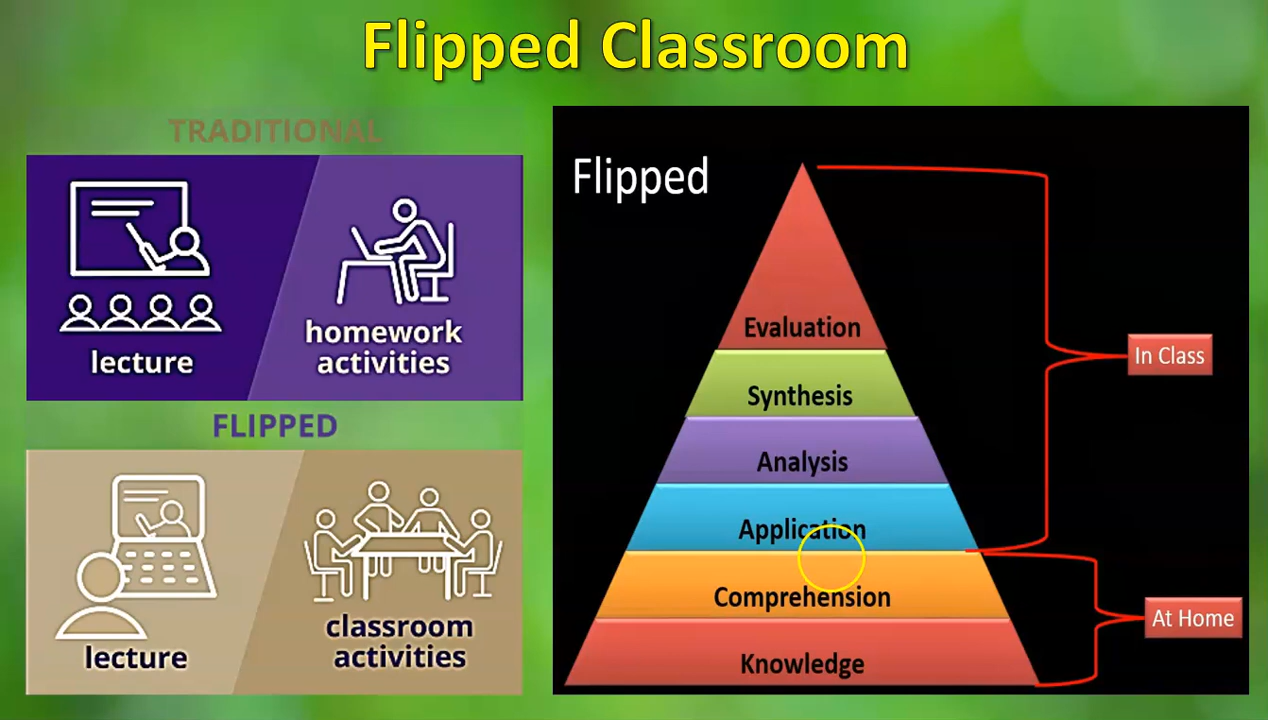 Flipped Classroom
TRADITIONAL
lecture
homework
activities
FLIPPED
lecture
classroom
activities
Flipped
Evaluation
Synthesis
Analysis
Application
Comprehension
Knowledge
In Class
At Home